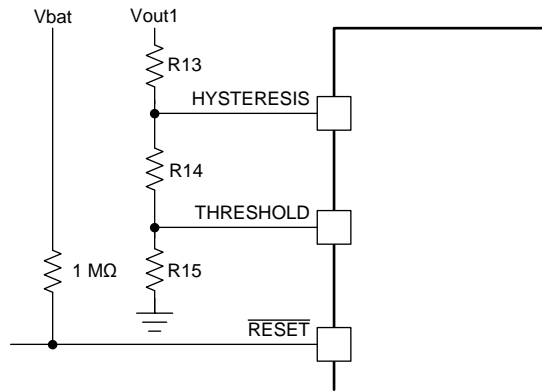 Vbat
Vout1
R13
HYSTERESIS
R14
THRESHOLD
1 MΩ
R15
RESET